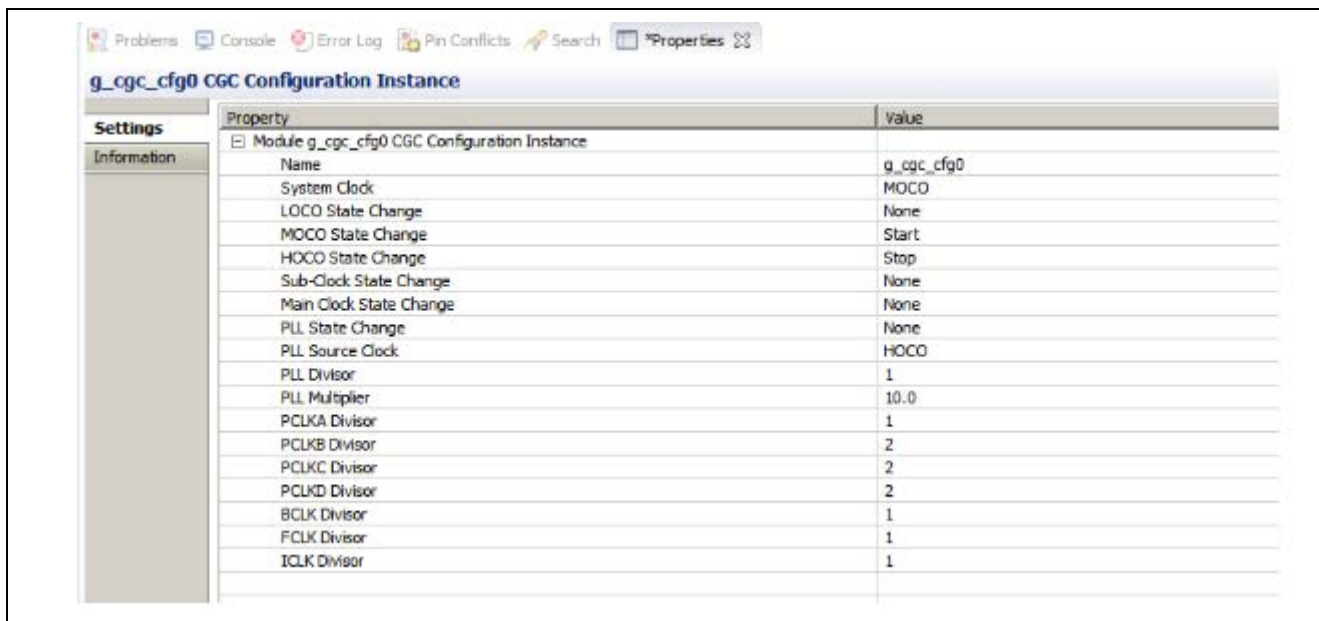 Problems Console Error Log Pin Conflicts Search *Properties
g_cgc_cfg0 CGC Configuration Instance
Settings
Information
Property Value
Module g_cgc_cfg0 CGC Configuration Instance
Name g_cgc_cfg0
System Clock MOCO
LOCO State Change None
MOCO State Change Start
HOCO State Change Stop
Sub-Clock State Change None
Main Clock State Change None
PLL State Change None
PLL Source Clock HOCO
PLL Divisor 1
PLL Multiplier 10.0
PCLKA Divisor 1
PCLKB Divisor 2
PCLKC Divisor 2
PCLKD Divisor 2
BCLK Divisor 1
FCLK Divisor 1
ICLK Divisor 1